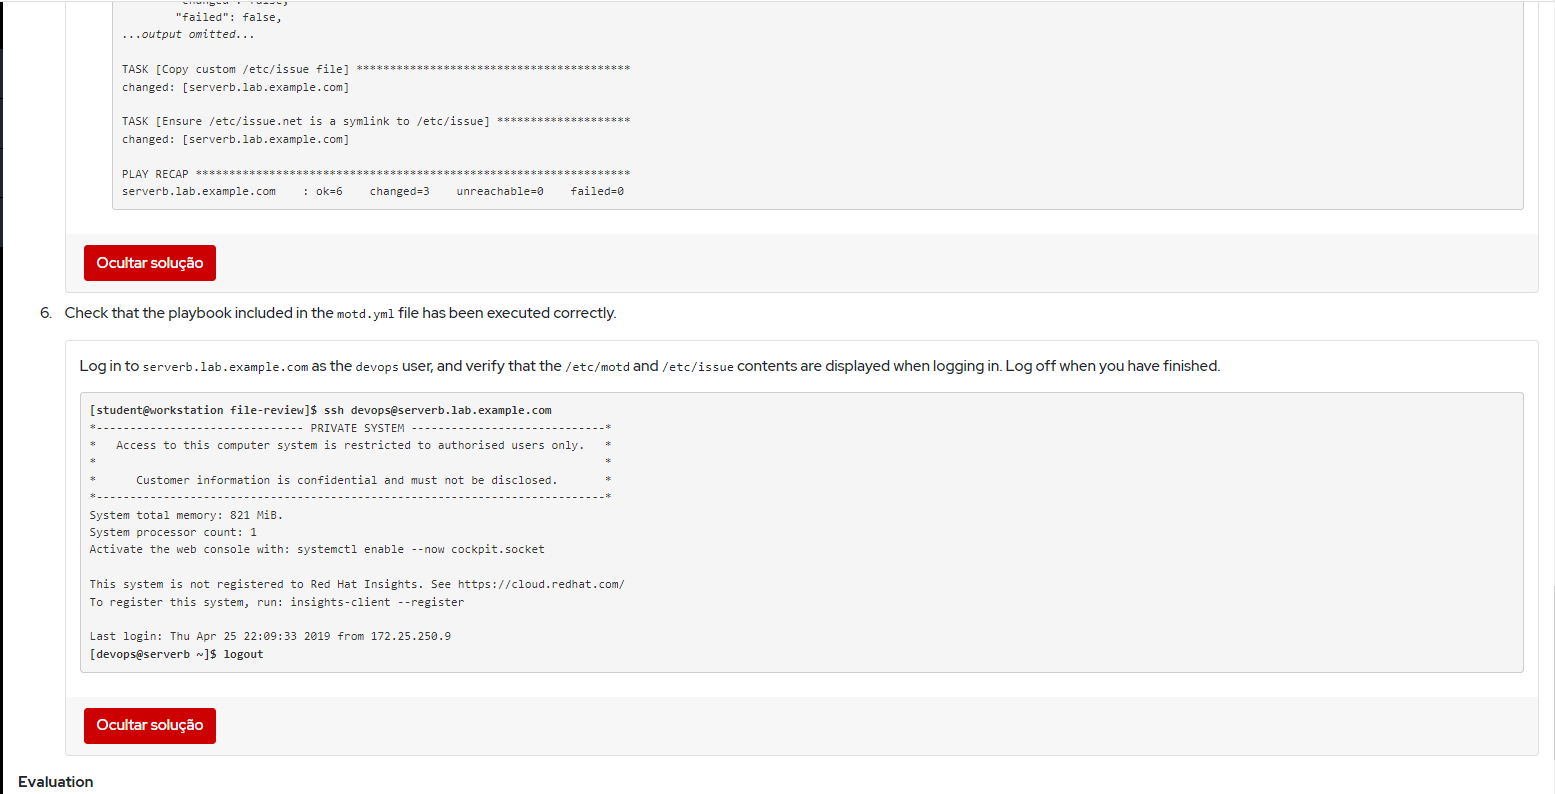 "failed": false,
...output omitted...
TASK [Copy custom /etc/issue file] *****************************************
changed: [serverb.lab.example.com]
TASK [Ensure /etc/issue.net is a symlink to /etc/issue] ********************
changed: [serverb.lab.example.com]
PLAY RECAP *****************************************************************
serverb.lab.example.com    : ok=6    changed=3    unreachable=0    failed=0
Ocultar solução
6. Check that the playbook included in the motd.yml file has been executed correctly.
Log in to serverb.lab.example.com as the devops user, and verify that the /etc/motd and /etc/issue contents are displayed when logging in. Log off when you have finished.
[student@workstation file-review]$ ssh devops@serverb.lab.example.com
*------------------------------- PRIVATE SYSTEM -----------------------------*
*   Access to this computer system is restricted to authorised users only.   *
*                                                                            *
*      Customer information is confidential and must not be disclosed.       *
*----------------------------------------------------------------------------*
System total memory: 821 MiB.
System processor count: 1
Activate the web console with: systemctl enable --now cockpit.socket
This system is not registered to Red Hat Insights. See https://cloud.redhat.com/
To register this system, run: insights-client --register
Last login: Thu Apr 25 22:09:33 2019 from 172.25.250.9
[devops@serverb ~]$ logout
Ocultar solução
Evaluation